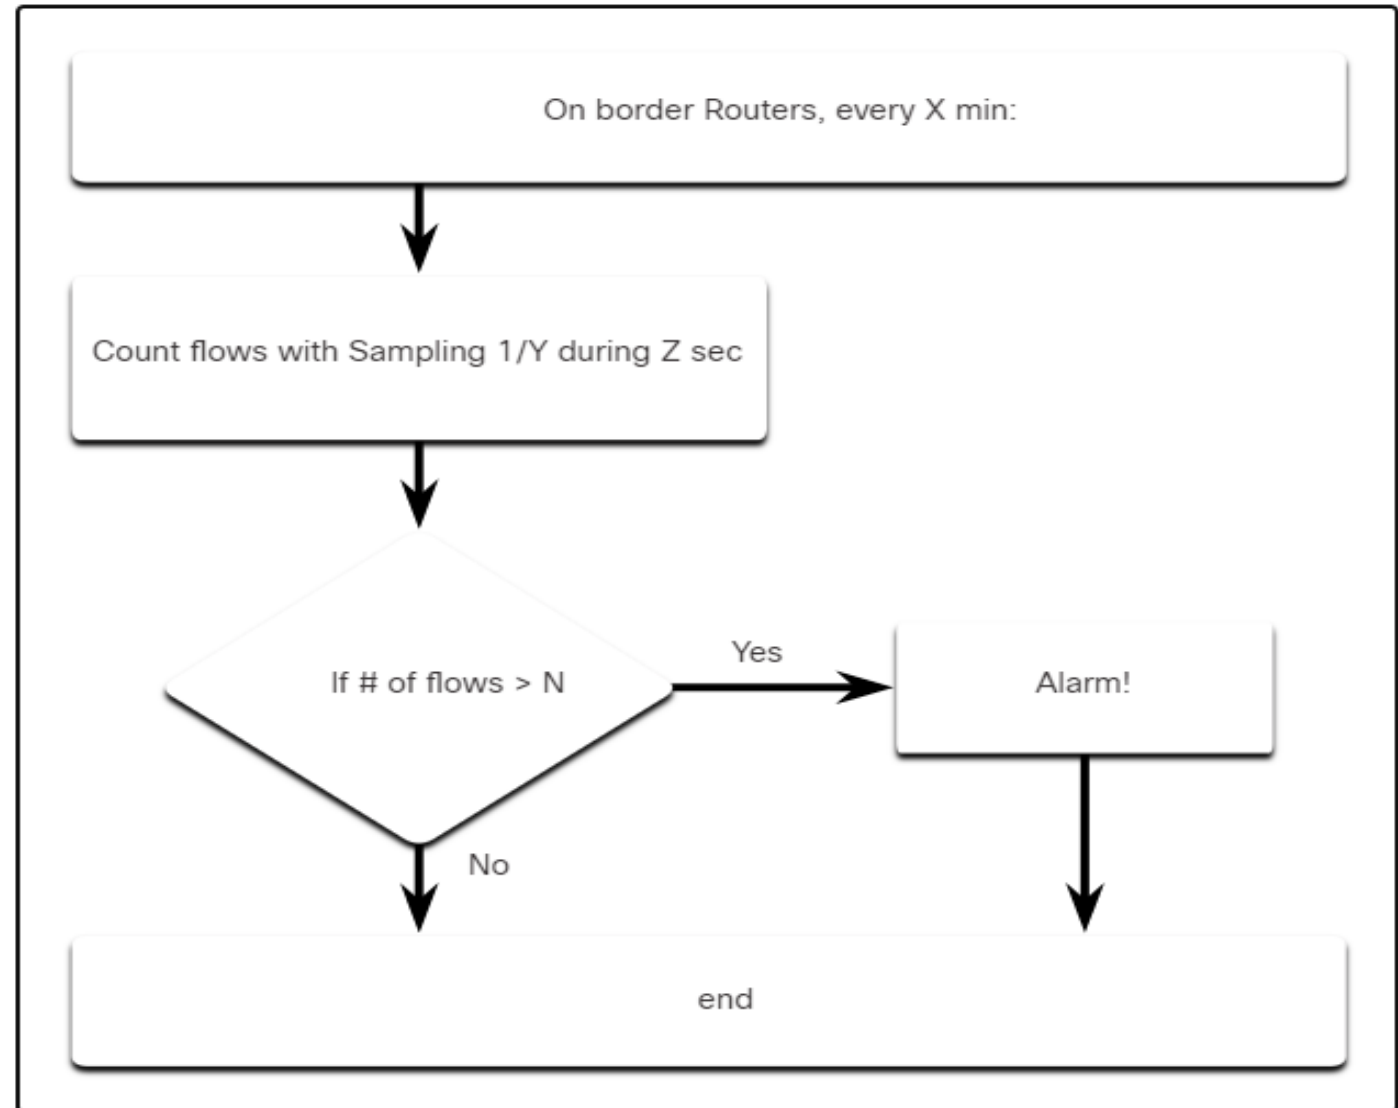 On border Routers, every X min:
Count flows with Sampling 1/Y during Z sec
If # of flows > N
Yes
Alarm!
No
end